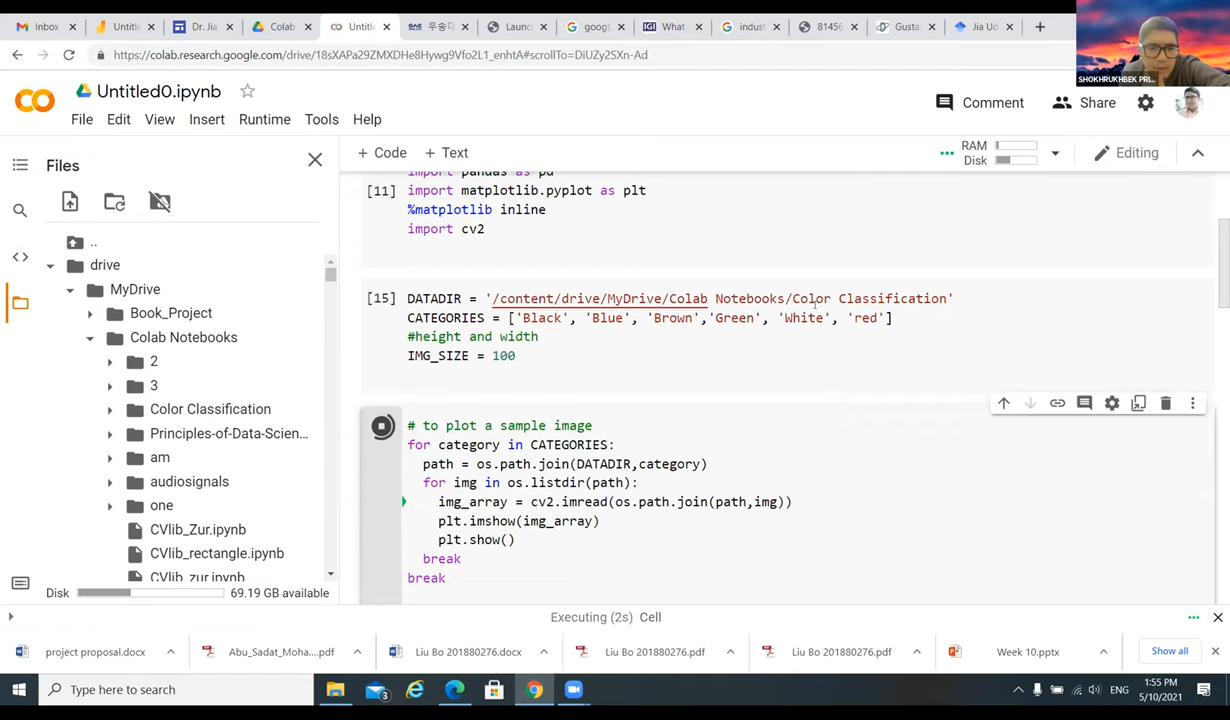 Inbox
Untitle
Dr. Jia
Colab
Untitle
우송대
Launc
goog
What
indust
81456
Gusta
Jia Ud
https://colab.research.google.com/drive/18sXAPa29ZMXDHe8Hywg9Vfo2L1_enhtA#scrollTo=DiUZy2SXn-Ad
SHOKHRUKHBEK PRI...
Untitled0.ipynb
Comment
Share
File Edit View Insert Runtime Tools Help
Files
+ Code + Text
RAM
Disk
Editing
..
drive
MyDrive
Book_Project
Colab Notebooks
2
3
Color Classification
Principles-of-Data-Scien...
am
audiosignals
one
CVlib_Zur.ipynb
CVlib_rectangle.ipynb
CVlib_zur.ipynb
Disk
69.19 GB available
import pandas as pd
[11] import matplotlib.pyplot as plt
%matplotlib inline
import cv2
[15] DATADIR = '/content/drive/MyDrive/Colab Notebooks/Color Classification'
CATEGORIES = ['Black', 'Blue', 'Brown','Green', 'White', 'red']
#height and width
IMG_SIZE = 100
# to plot a sample image
for category in CATEGORIES:
path = os.path.join(DATADIR,category)
for img in os.listdir(path):
img_array = cv2.imread(os.path.join(path,img))
plt.imshow(img_array)
plt.show()
break
break
Executing (2s) Cell
project proposal.docx
Abu_Sadat_Moha....pdf
Liu Bo 201880276.docx
Liu Bo 201880276.pdf
Liu Bo 201880276.pdf
Week 10.pptx
Show all
Type here to search
3
ENG
1:55 PM
5/10/2021